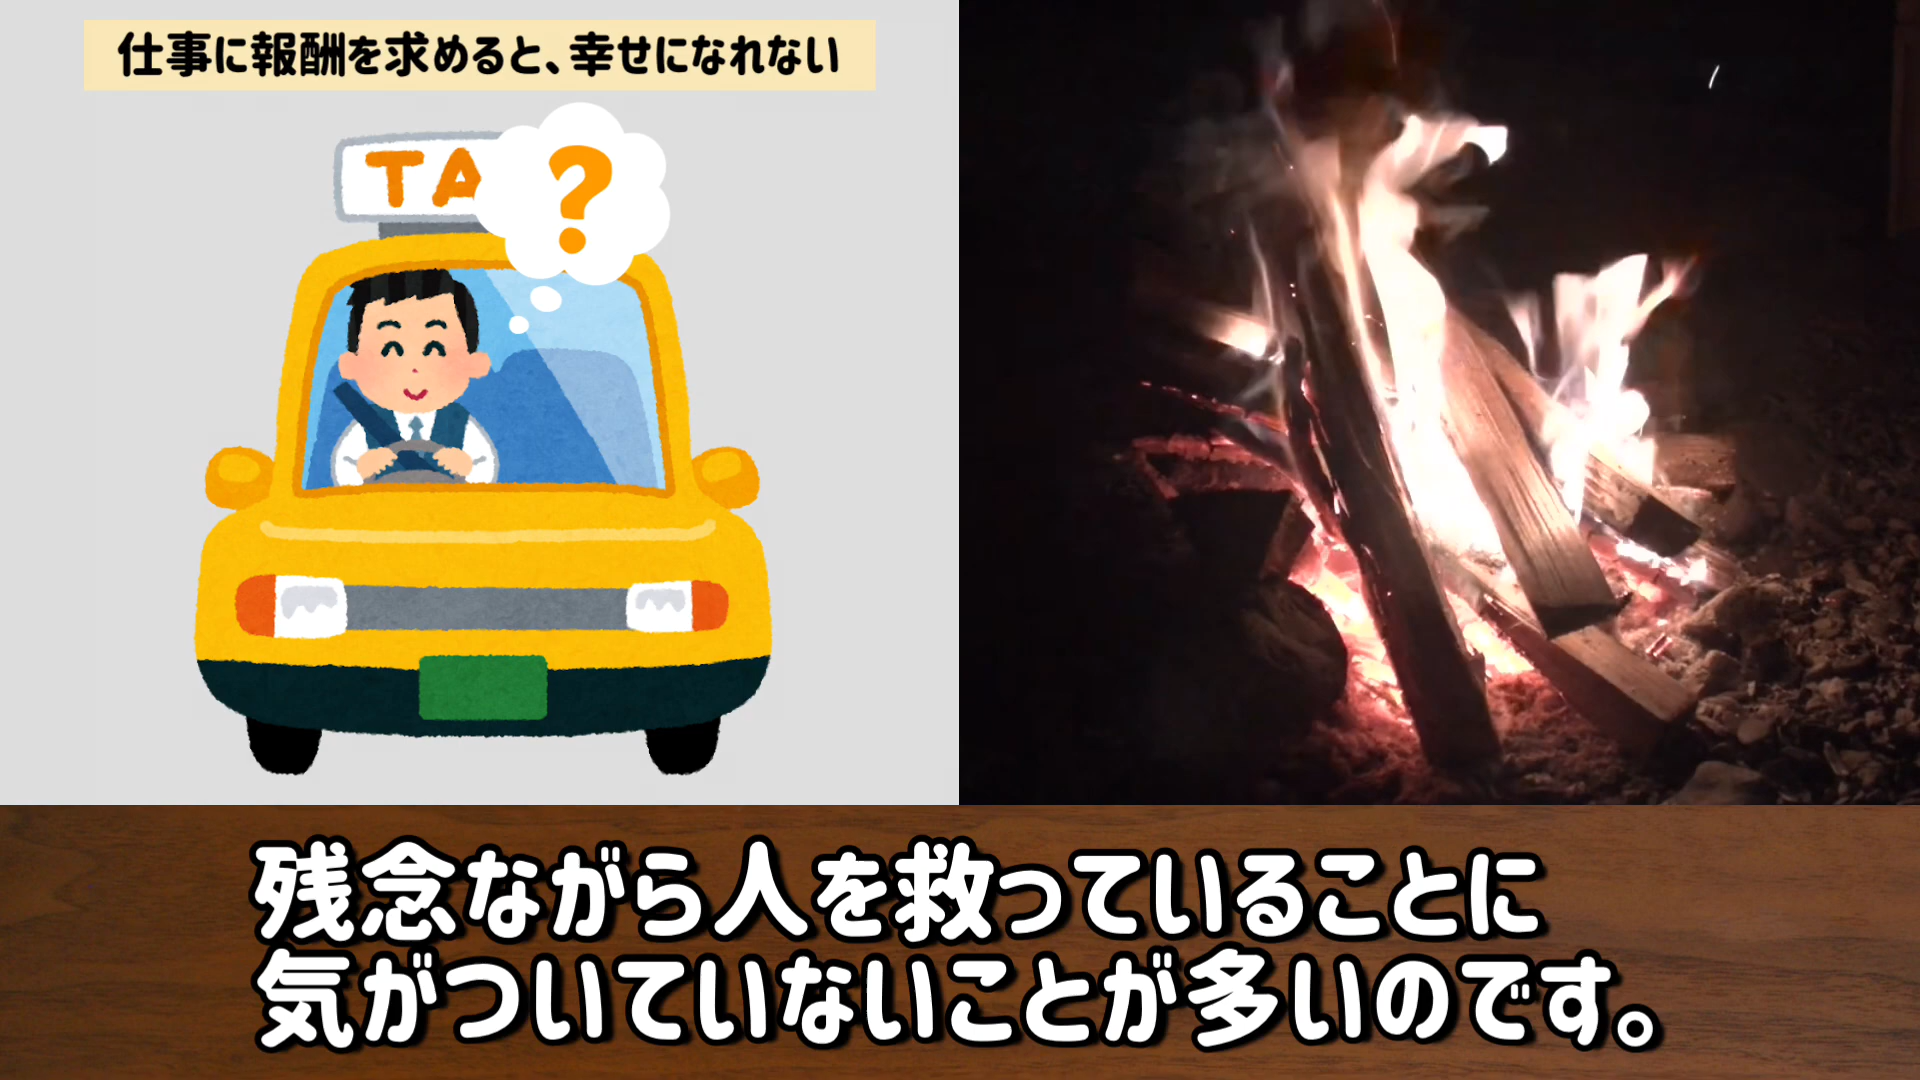 仕事に報酬を求めると、幸せになれない
TA
?
残念ながら人を救っていることに
気がついていないことが多いのです。